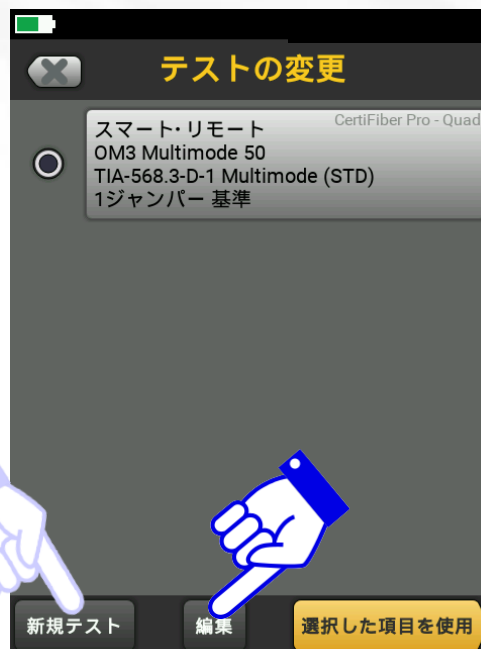 テストの変更
CertiFiber Pro - Quad
スマート・リモート
OM3 Multimode 50
TIA-568.3-D-1 Multimode (STD)
1ジャンパー 基準
新規テスト
編集
選択した項目を使用